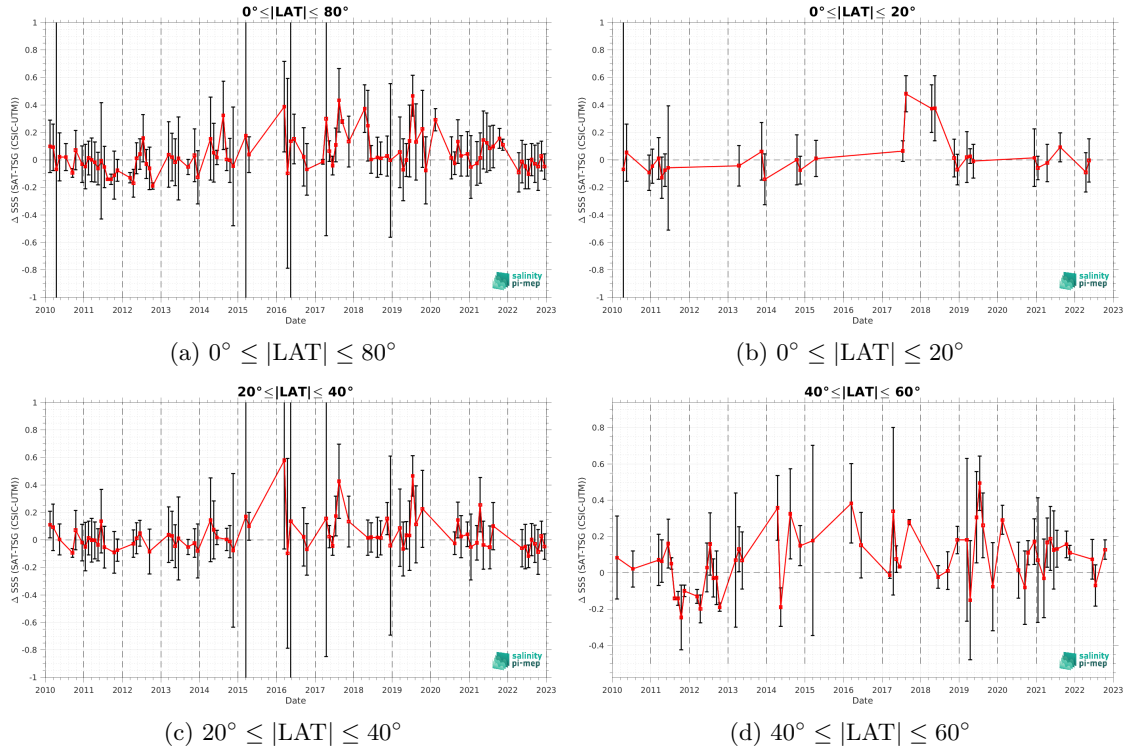 0°≤|LAT|≤ 80°
1
0.8
0.6
0.4
0.2
0
-0.2
-0.4
-0.6
-0.8
-1
Δ SSS (SAT-TSG (CSIC-UTM))
2010 2011 2012 2013 2014 2015 2016 2017 2018 2019 2020 2021 2022 2023
Date
salinity
pi-mep
(a) 0° ≤ |LAT| ≤ 80°
0°≤|LAT|≤ 20°
1
0.8
0.6
0.4
0.2
0
-0.2
-0.4
-0.6
-0.8
-1
Δ SSS (SAT-TSG (CSIC-UTM))
2010 2011 2012 2013 2014 2015 2016 2017 2018 2019 2020 2021 2022 2023
Date
salinity
pi-mep
(b) 0° ≤ |LAT| ≤ 20°
20°≤|LAT|≤ 40°
1
0.8
0.6
0.4
0.2
0
-0.2
-0.4
-0.6
-0.8
-1
Δ SSS (SAT-TSG (CSIC-UTM))
2010 2011 2012 2013 2014 2015 2016 2017 2018 2019 2020 2021 2022 2023
Date
salinity
pi-mep
(c) 20° ≤ |LAT| ≤ 40°
40°≤|LAT|≤ 60°
0.8
0.6
0.4
0.2
0
-0.2
-0.4
Δ SSS (SAT-TSG (CSIC-UTM))
2010 2011 2012 2013 2014 2015 2016 2017 2018 2019 2020 2021 2022 2023
Date
salinity
pi-mep
(d) 40° ≤ |LAT| ≤ 60°